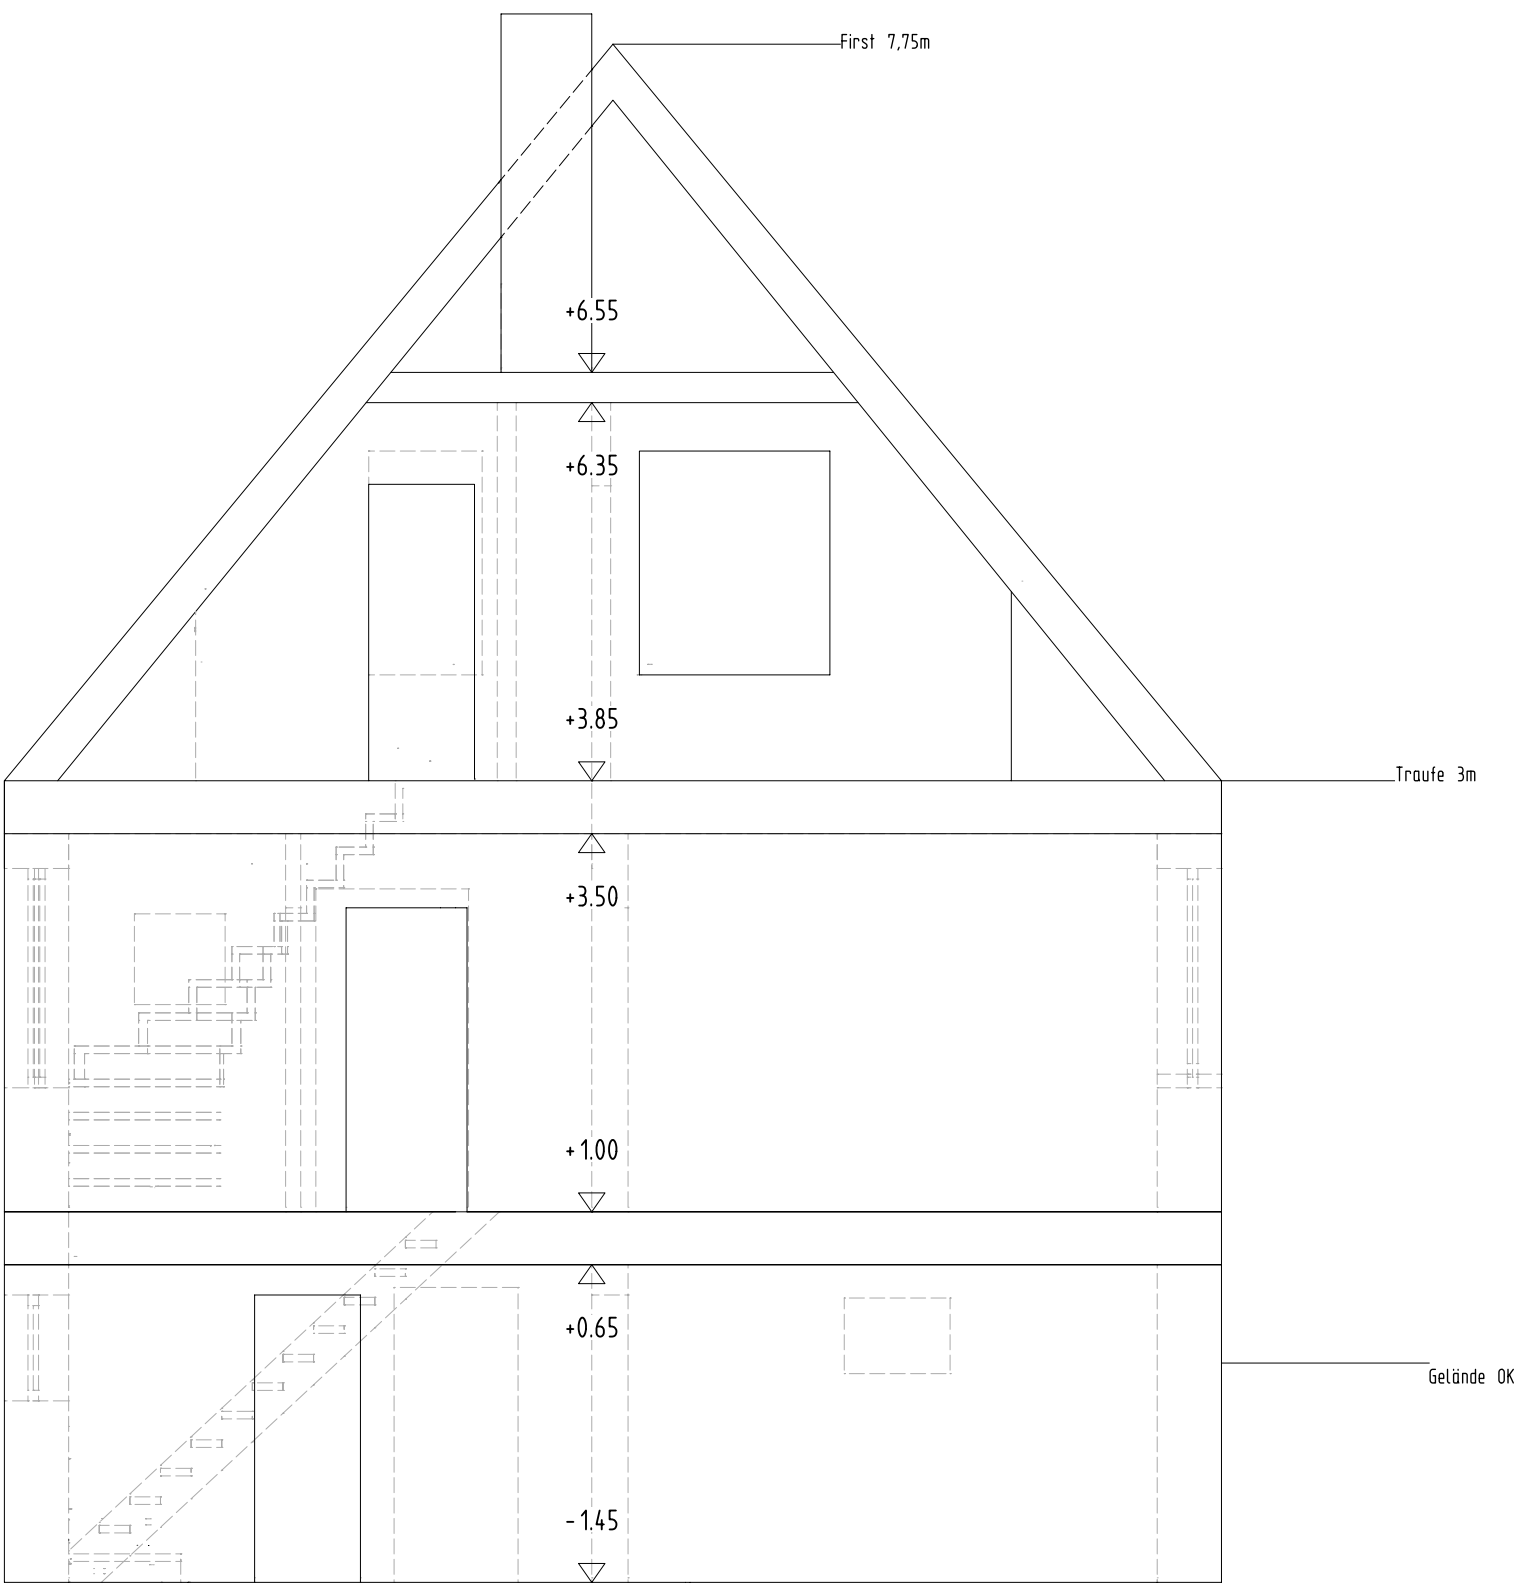 First 7,75m
+6.55
+6.35
+3.85
Traufe 3m
+3.50
+1.00
+0.65
Gelände OK
-1.45